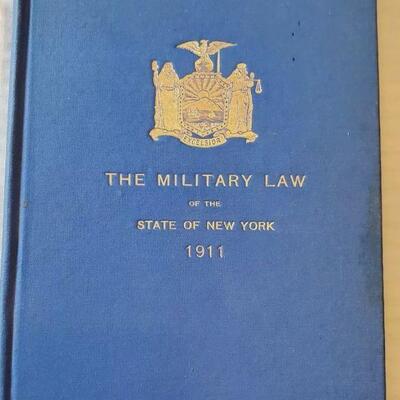 EXCELSIOR
THE MILITARY LAW
OF THE
STATE OF NEW YORK
1911